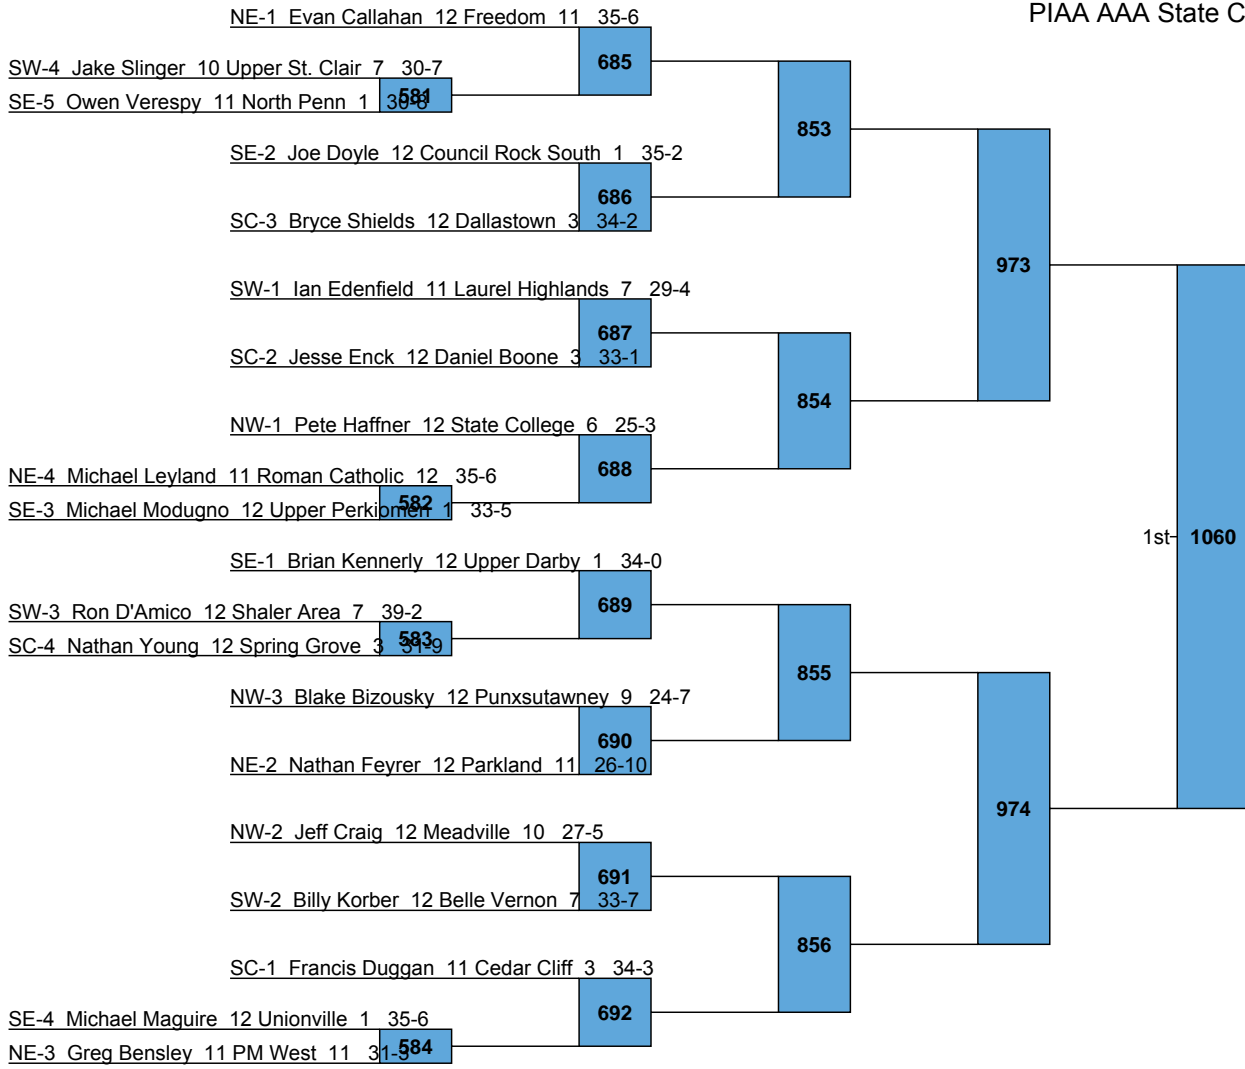 PIAA AAA State C
NE-1 Evan Callahan 12 Freedom 11 35-6
685
SW-4 Jake Slinger 10 Upper St. Clair 7 30-7
581
SE-5 Owen Verespy 11 North Penn 1 30-8
853
SE-2 Joe Doyle 12 Council Rock South 1 35-2
686
SC-3 Bryce Shields 12 Dallastown 3 34-2
973
SW-1 Ian Edenfield 11 Laurel Highlands 7 29-4
687
SC-2 Jesse Enck 12 Daniel Boone 3 33-1
854
NW-1 Pete Haffner 12 State College 6 25-3
688
NE-4 Michael Leyland 11 Roman Catholic 12 35-6
582
SE-3 Michael Modugno 12 Upper Perkiomen 1 33-5
1st 1060
SE-1 Brian Kennerly 12 Upper Darby 1 34-0
689
SW-3 Ron D'Amico 12 Shaler Area 7 39-2
583
SC-4 Nathan Young 12 Spring Grove 3 31-9
855
NW-3 Blake Bizousky 12 Punxsutawney 9 24-7
690
NE-2 Nathan Feyrer 12 Parkland 11 26-10
974
NW-2 Jeff Craig 12 Meadville 10 27-5
691
SW-2 Billy Korber 12 Belle Vernon 7 33-7
856
SC-1 Francis Duggan 11 Cedar Cliff 3 34-3
692
SE-4 Michael Maguire 12 Unionville 1 35-6
584
NE-3 Greg Bensley 11 PM West 11